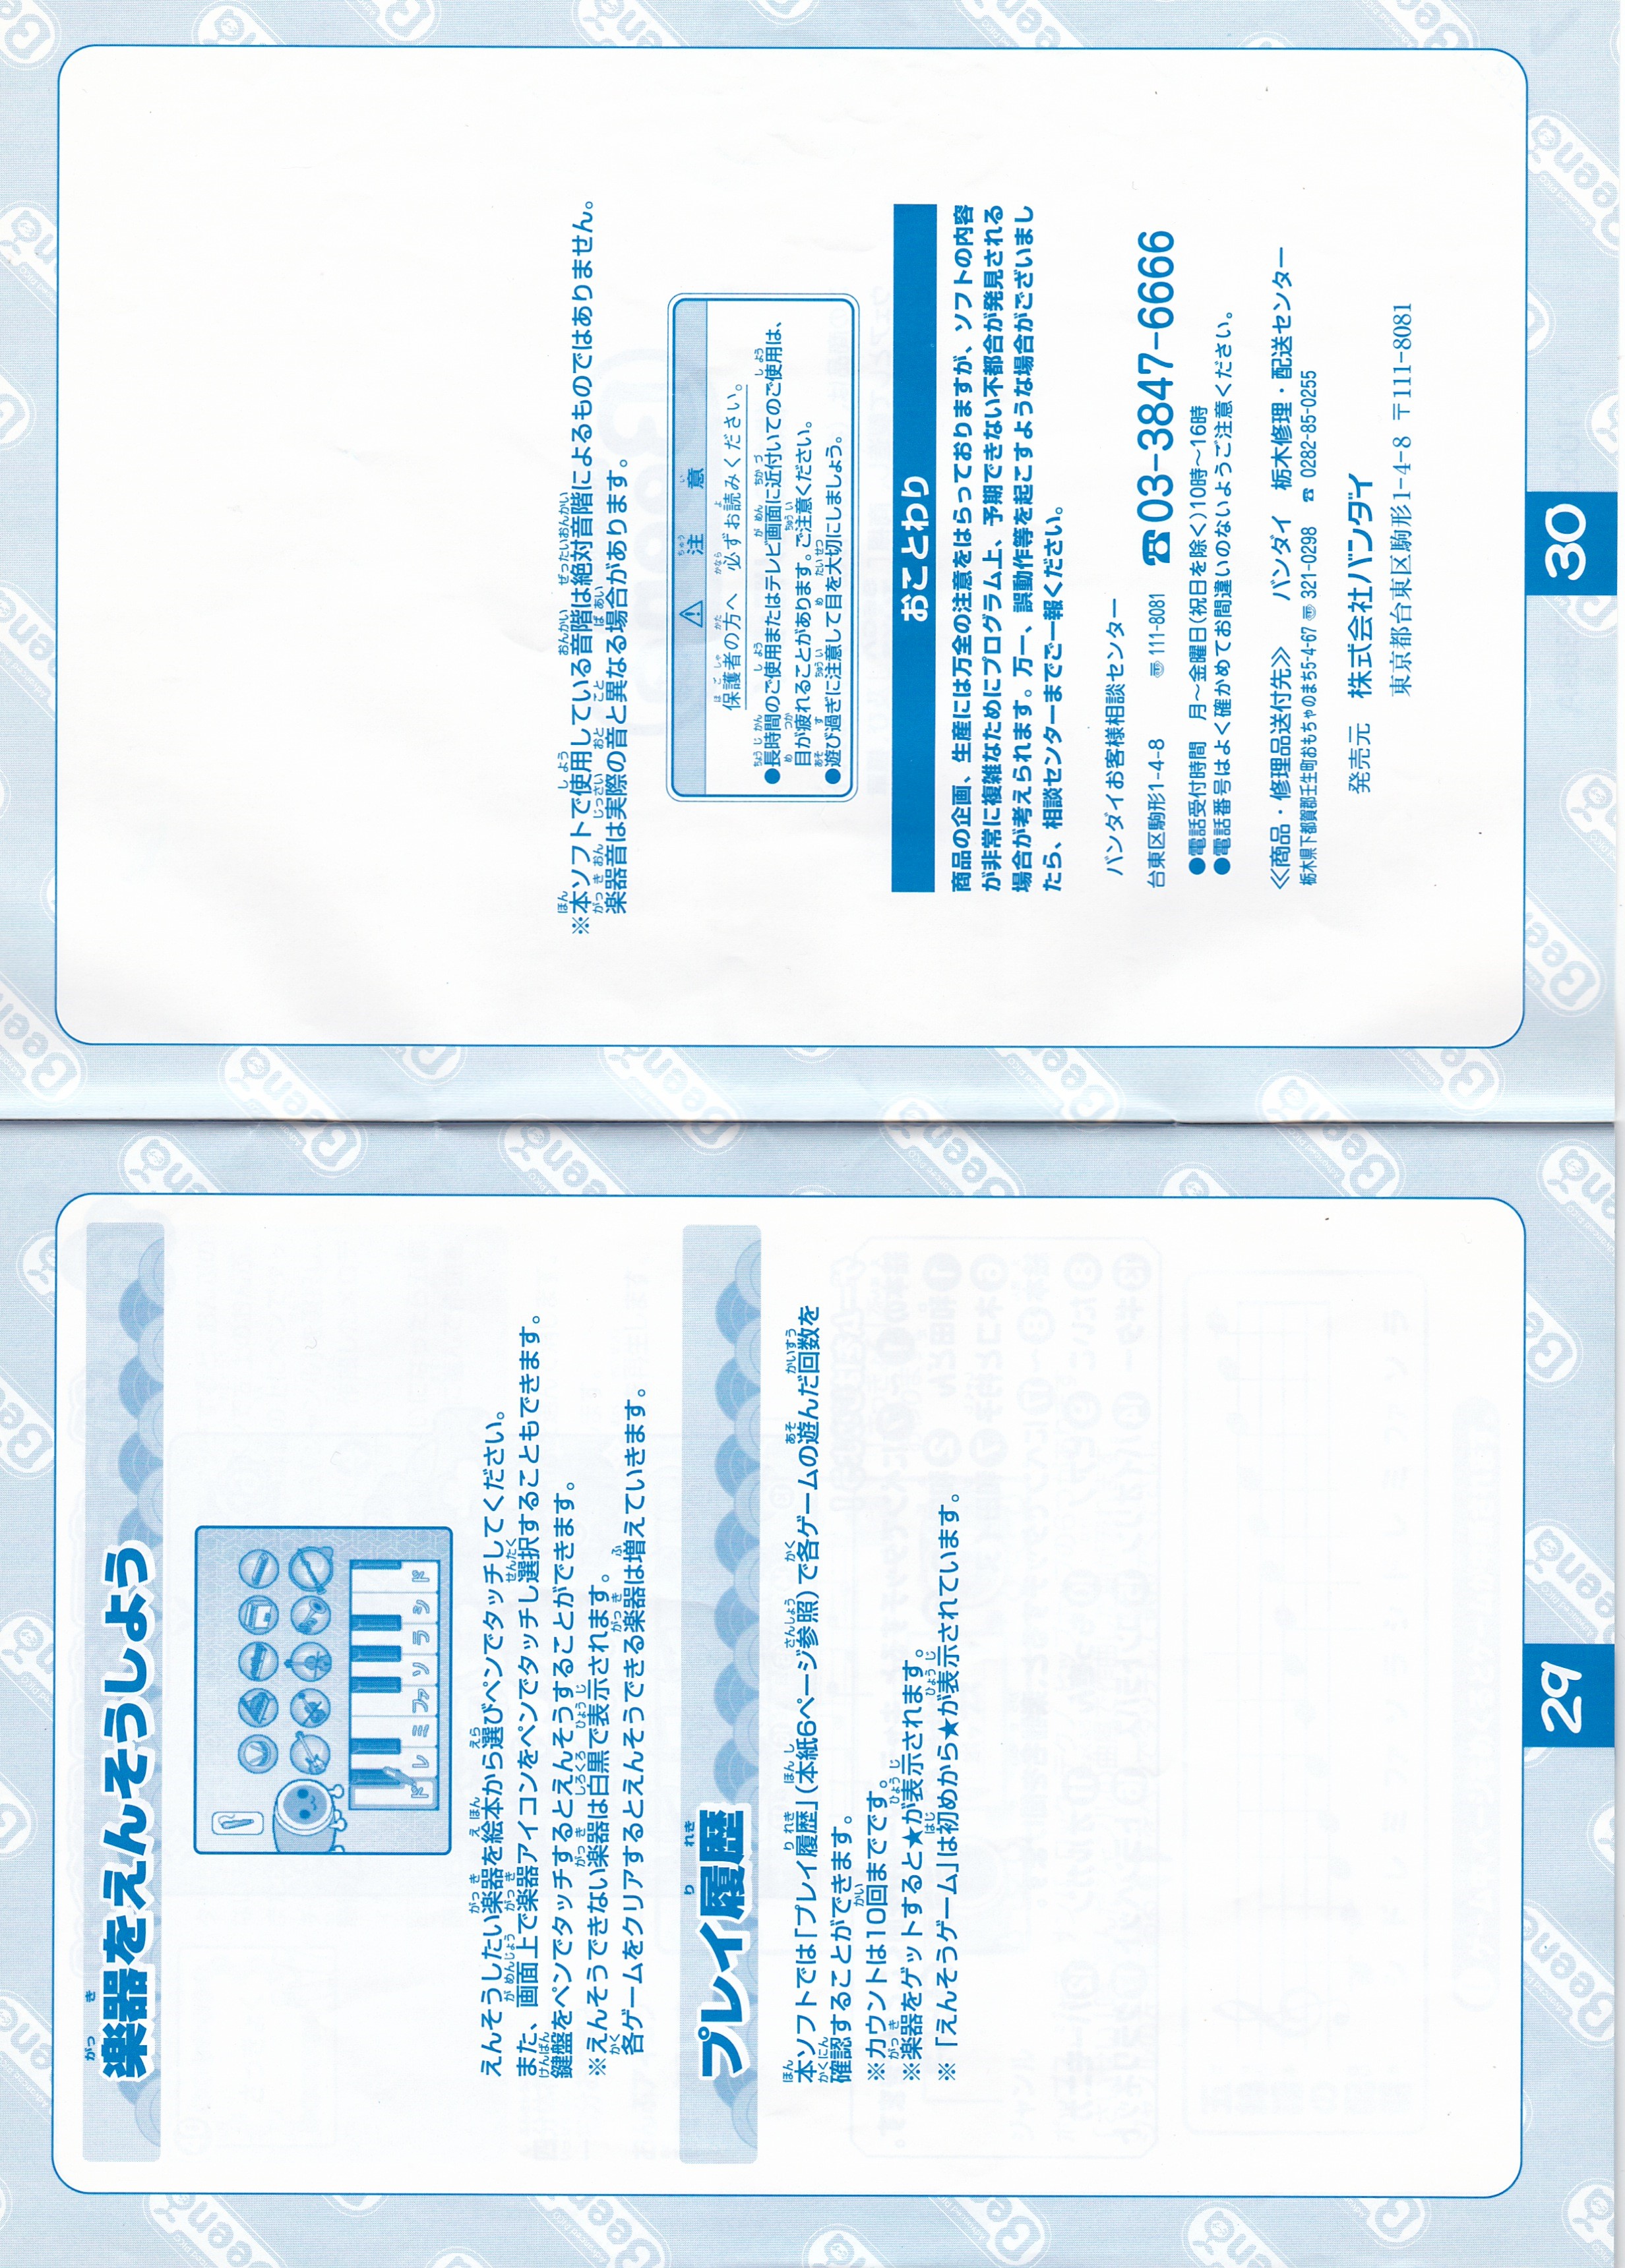 楽器をえんそうしよう
ド レ ミ ファ ソ ラ シ ド
えんそうしたい楽器を絵本から選びペンでタッチしてください。
また、画面上で楽器アイコンをペンでタッチし選択することもできます。
鍵盤をペンでタッチするとえんそうすることができます。
※えんそうできない楽器は白黒で表示されます。
各ゲームをクリアするとえんそうできる楽器は増えていきます。
プレイ履歴
本ソフトでは「プレイ履歴」(本紙6ページ参照)で各ゲームの遊んだ回数を
確認することができます。
※カウントは10回までです。
※楽器をゲットすると★が表示されます。
※「えんそうゲーム」は初めから★が表示されています。
29
※本ソフトで使用している音階は絶対音階によるものではありません。
楽器音は実際の音と異なる場合があります。
⚠ 注意
保護者の方へ 必ずお読みください。
●長時間のご使用またはテレビ画面に近付いてのご使用は、
目が疲れることがあります。ご注意ください。
●遊び過ぎに注意して目を大切にしましょう。
おことわり
商品の企画、生産には万全の注意をはらっておりますが、ソフトの内容
が非常に複雑なためにプログラム上、予期できない不都合が発見される
場合が考えられます。万一、誤動作等を起こすような場合がございまし
たら、相談センターまでご一報ください。
バンダイお客様相談センター
台東区駒形1-4-8 〠111-8081 ☎03-3847-6666
●電話受付時間 月〜金曜日(祝日を除く)10時〜16時
●電話番号はよく確かめてお間違いのないようご注意ください。
≪商品・修理品送付先≫ バンダイ 栃木修理・配送センター
栃木県下都賀郡壬生町おもちゃのまち5-4-67 〠321-0298 ☎ 0282-85-0255
発売元 株式会社バンダイ
東京都台東区駒形1-4-8 〒111-8081
30